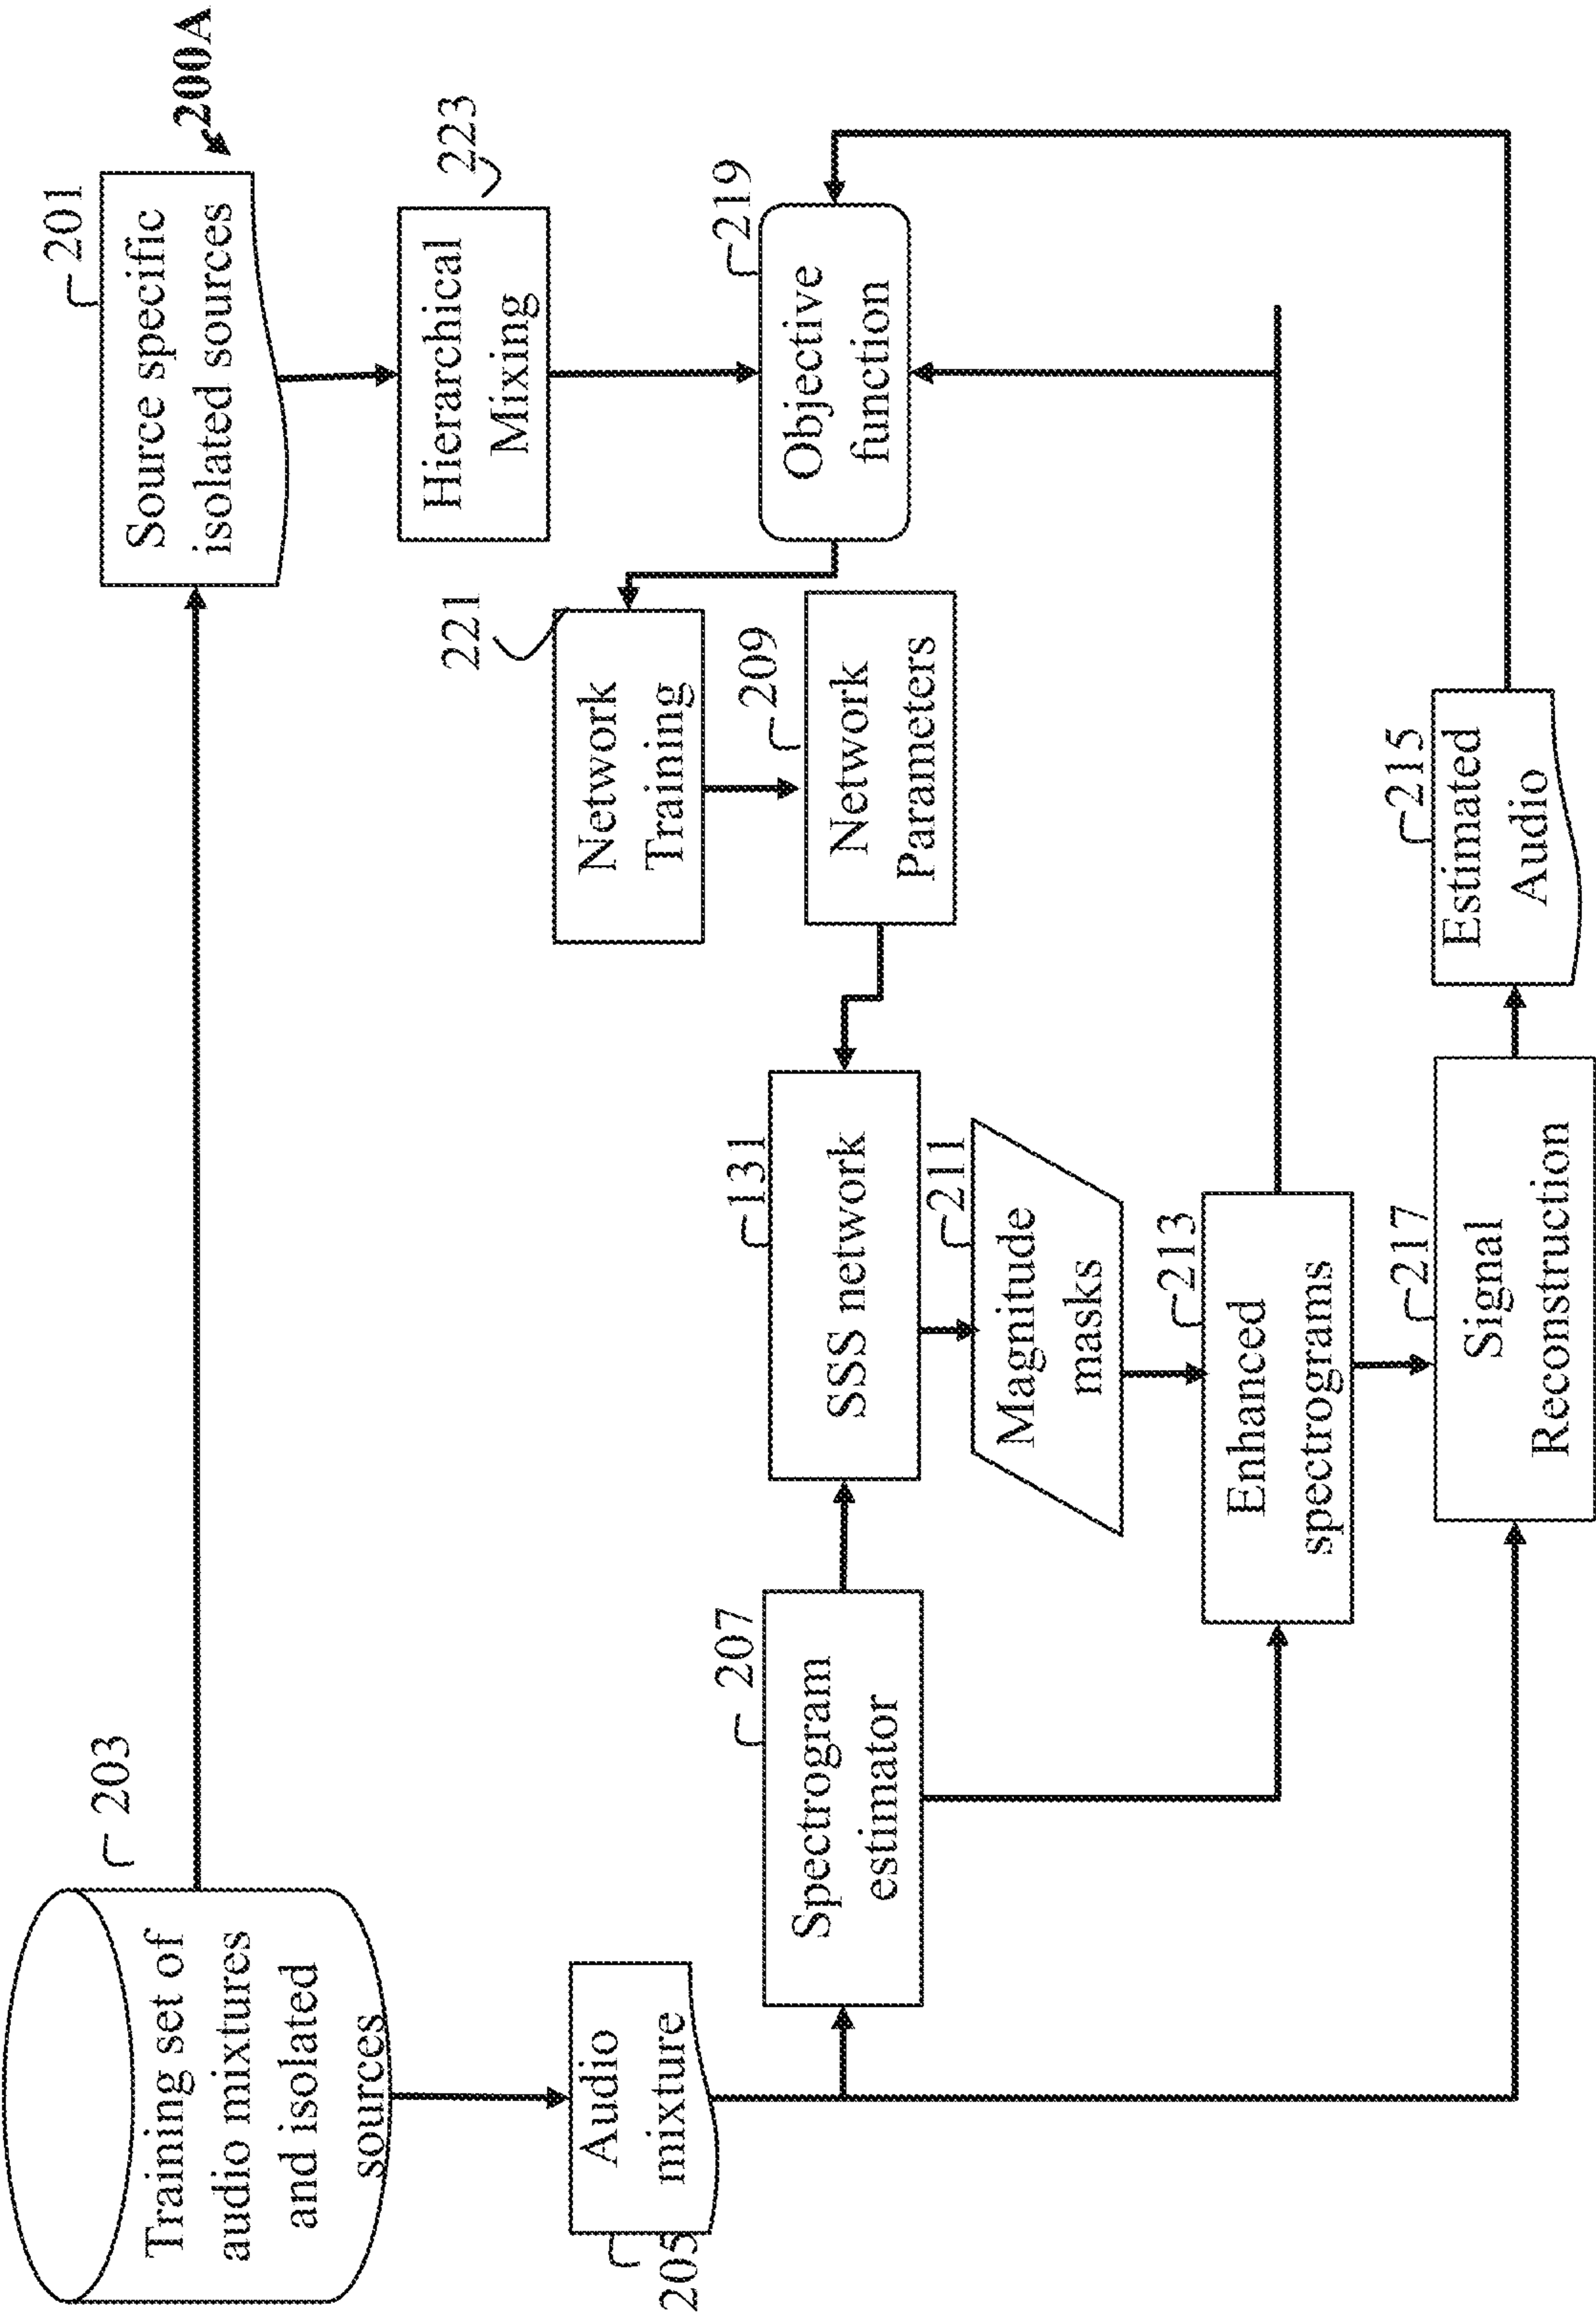 200A
203
Training set of
audio mixtures
and isolated
sources
201
Source specific
isolated sources
223
Hierarchical
Mixing
205
Audio
mixture
221
Network
Training
207
Spectrogram
estimator
131
SSS network
209
Network
Parameters
219
Objective
function
211
Magnitude
masks
213
Enhanced
spectrograms
217
Signal
Reconstruction
215
Estimated
Audio